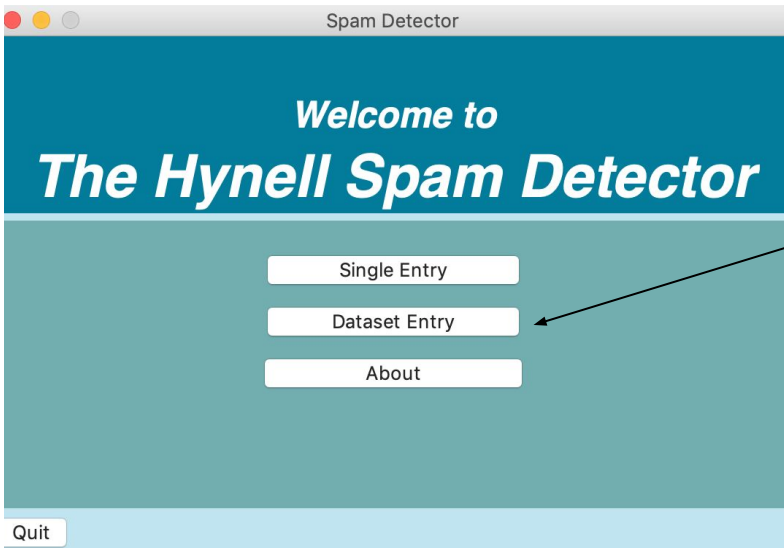 Spam Detector
Welcome to
The Hynell Spam Detector
Single Entry
Dataset Entry
About
Quit